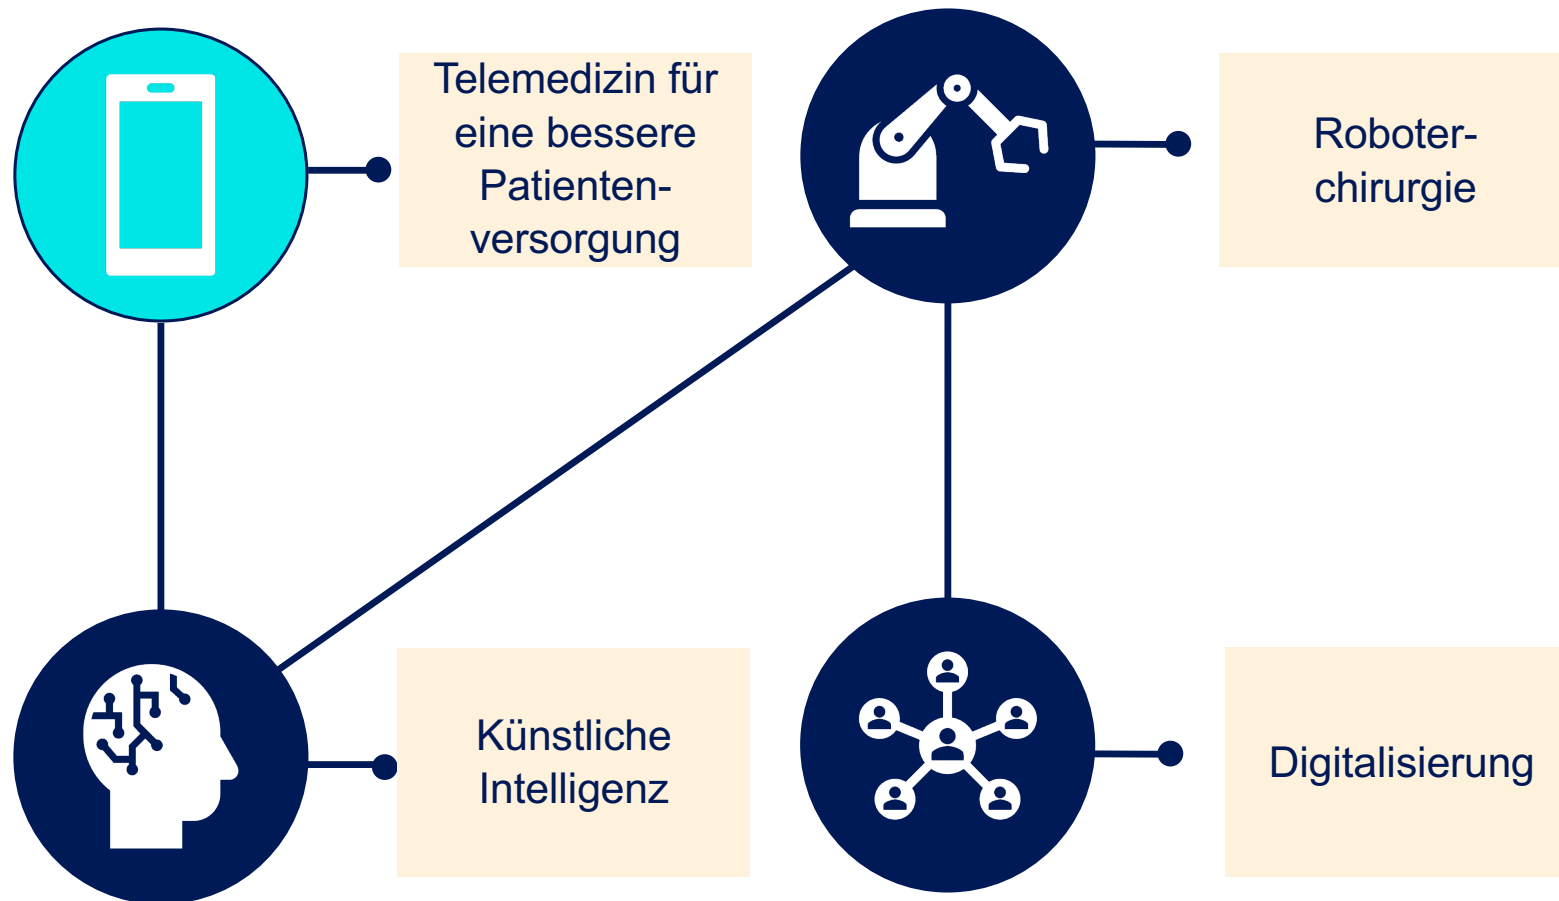 Telemedizin für
eine bessere
Patienten-
versorgung
Roboter-
chirurgie
Künstliche
Intelligenz
Digitalisierung